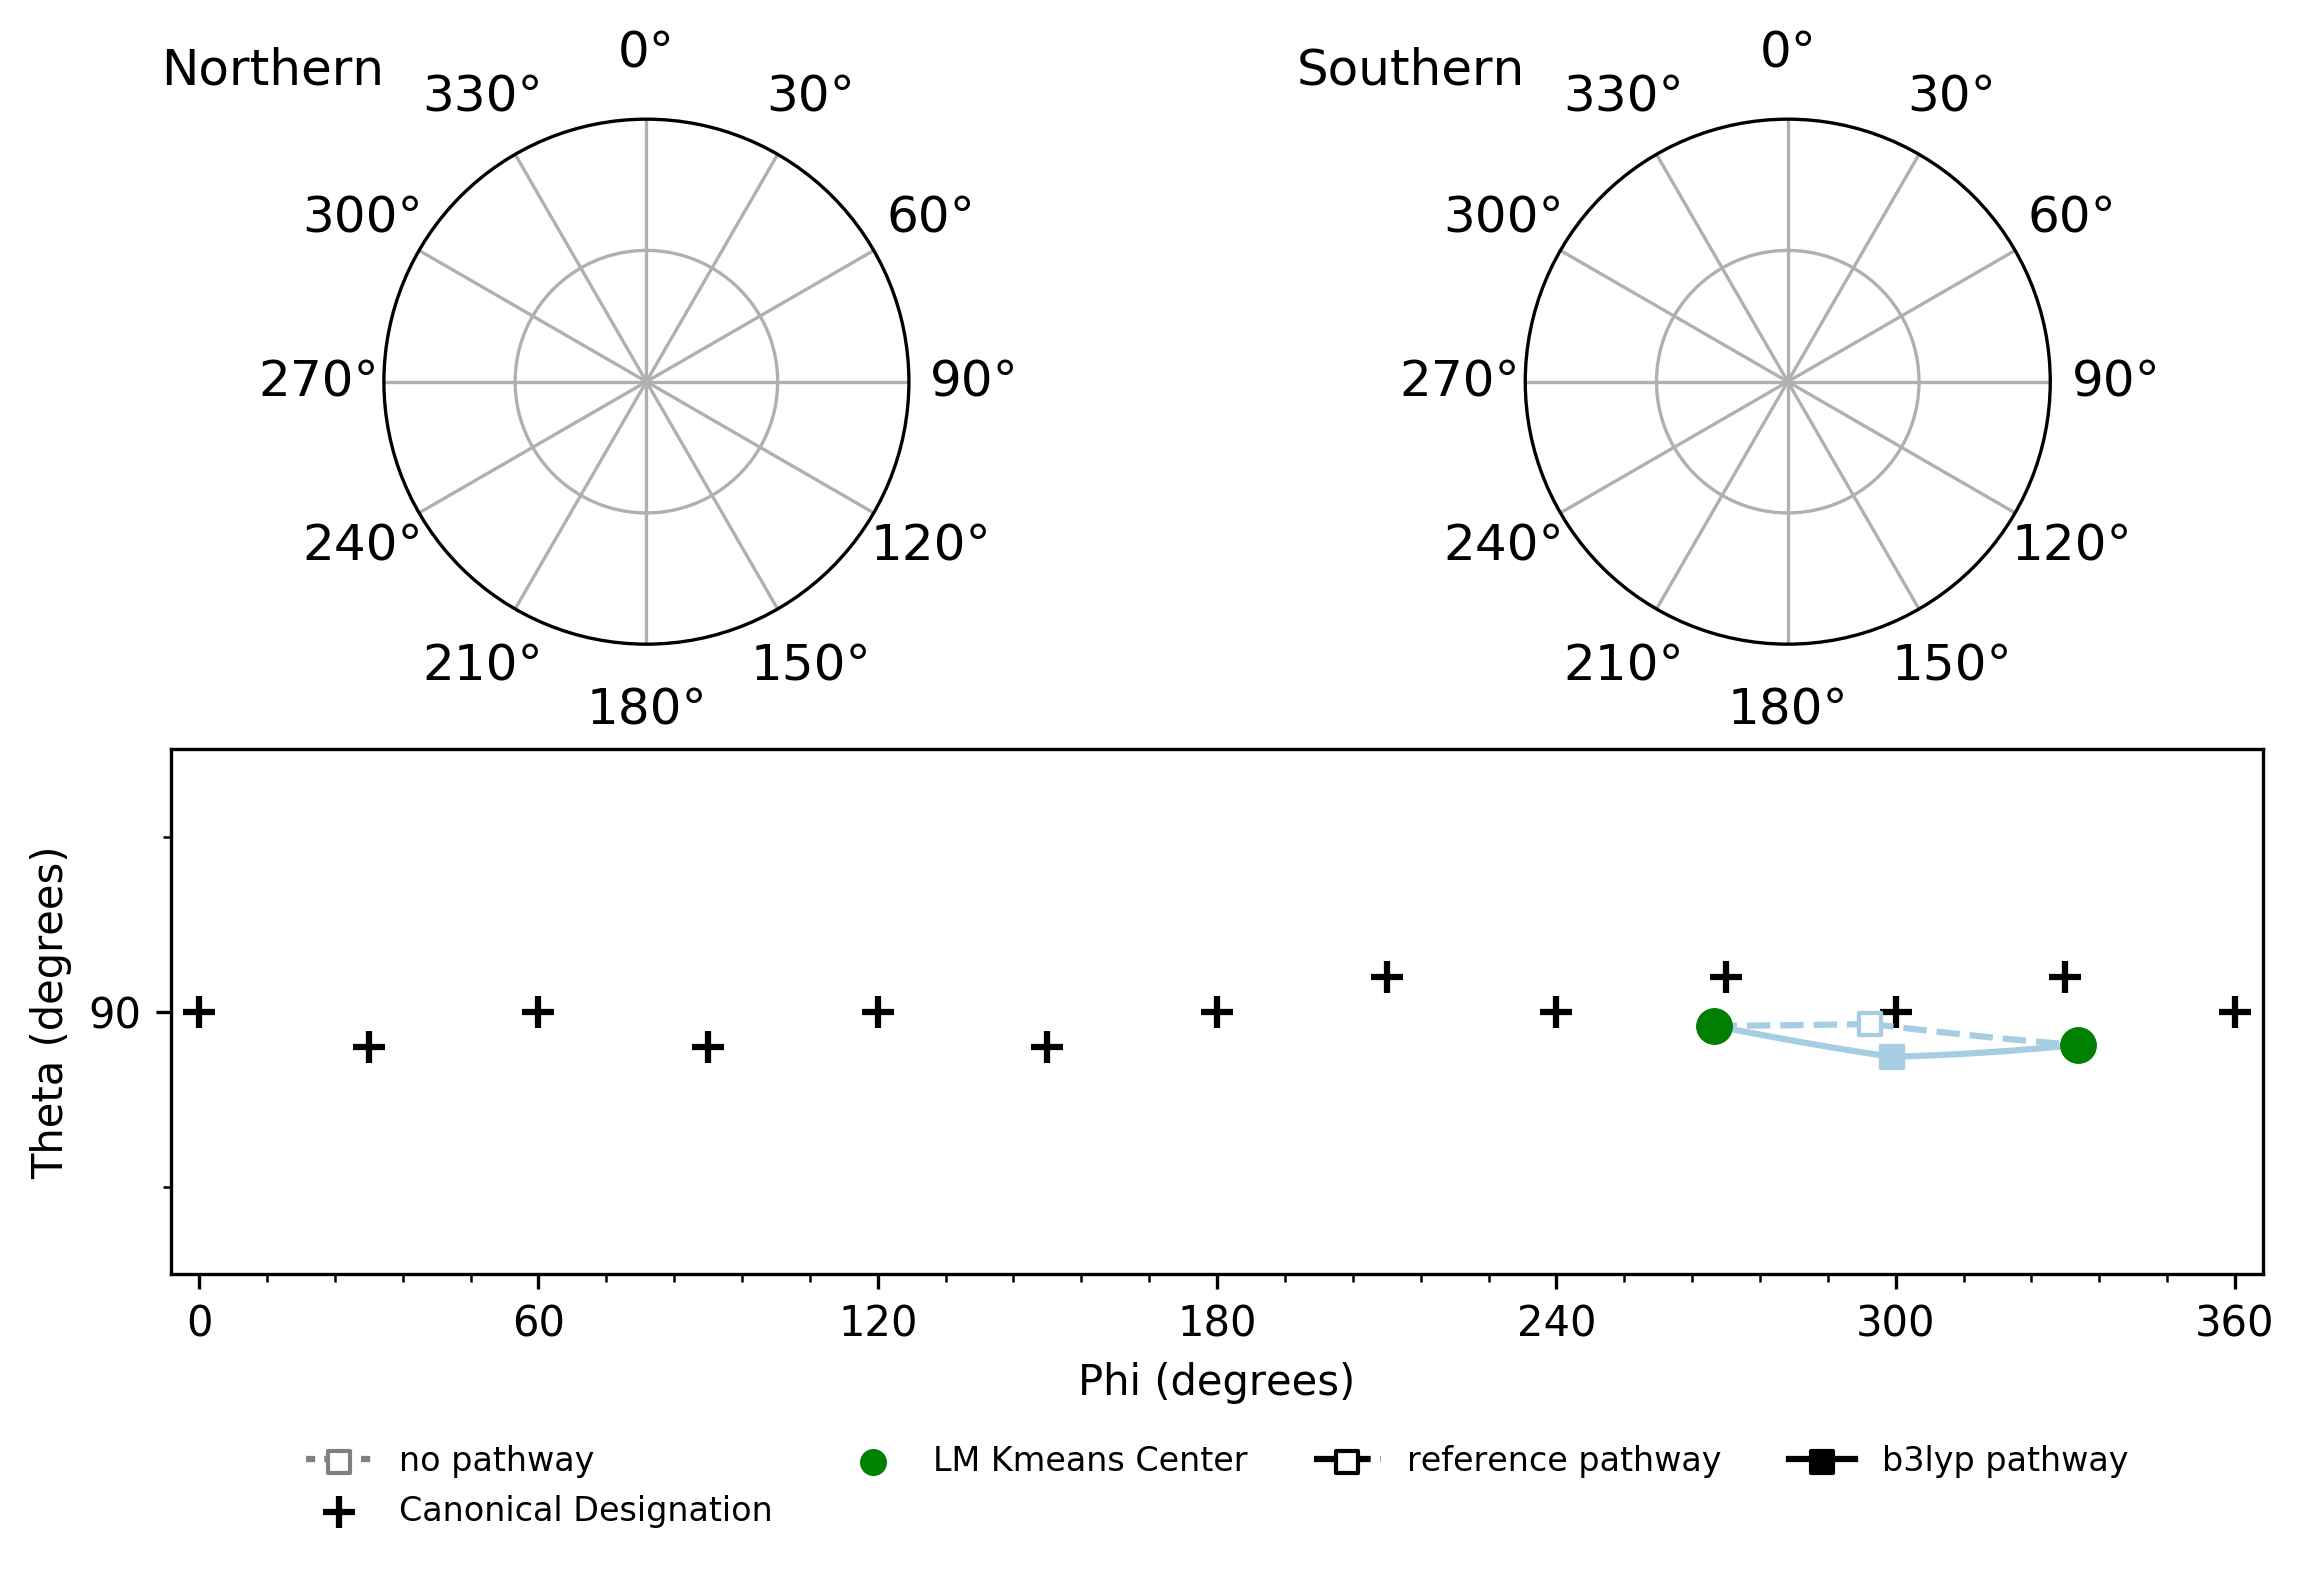 Northern
0°
30°
60°
90°
120°
150°
180°
210°
240°
270°
300°
330°
Southern
0°
30°
60°
90°
120°
150°
180°
210°
240°
270°
300°
330°
Theta (degrees)
90
0 60 120 180 240 300 360
Phi (degrees)
no pathway
Canonical Designation
LM Kmeans Center
reference pathway
b3lyp pathway